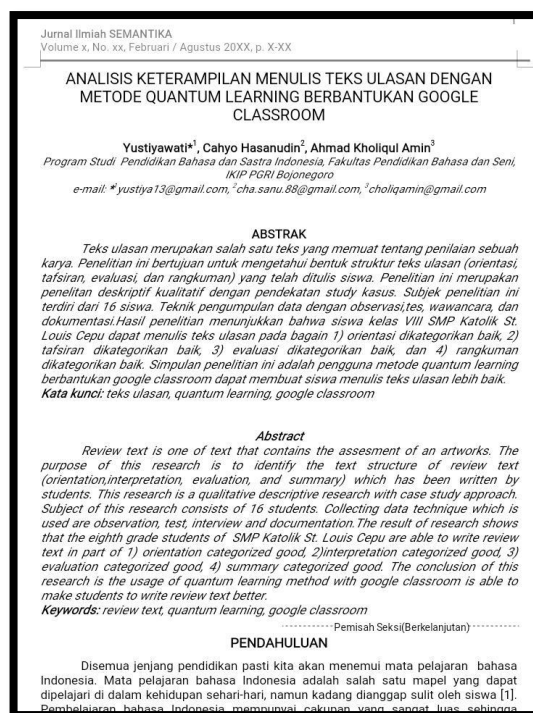 Jurnal Ilmiah SEMANTIKA
Volume x, No. xx, Februari / Agustus 20XX, p. X-XX
ANALISIS KETERAMPILAN MENULIS TEKS ULASAN DENGAN
METODE QUANTUM LEARNING BERBANTUKAN GOOGLE
CLASSROOM
Yustiyawati*1, Cahyo Hasanudin2, Ahmad Kholiqul Amin3
Program Studi Pendidikan Bahasa dan Sastra Indonesia, Fakultas Pendidikan Bahasa dan Seni,
IKIP PGRI Bojonegoro
e-mail: *1yustiya13@gmail.com, 2cha.sanu.88@gmail.com, 3choliqamin@gmail.com
ABSTRAK
Teks ulasan merupakan salah satu teks yang memuat tentang penilaian sebuah
karya. Penelitian ini bertujuan untuk mengetahui bentuk struktur teks ulasan (orientasi,
tafsiran, evaluasi, dan rangkuman) yang telah ditulis siswa. Penelitian ini merupakan
penelitan deskriptif kualitatif dengan pendekatan study kasus. Subjek penelitian ini
terdiri dari 16 siswa. Teknik pengumpulan data dengan observasi,tes, wawancara, dan
dokumentasi.Hasil penelitian menunjukkan bahwa siswa kelas VIII SMP Katolik St.
Louis Cepu dapat menulis teks ulasan pada bagain 1) orientasi dikategorikan baik, 2)
tafsiran dikategorikan baik, 3) evaluasi dikategorikan baik, dan 4) rangkuman
dikategorikan baik. Simpulan penelitian ini adalah pengguna metode quantum learning
berbantukan google classroom dapat membuat siswa menulis teks ulasan lebih baik.
Kata kunci: teks ulasan, quantum learning, google classroom
Abstract
Review text is one of text that contains the assesment of an artworks. The
purpose of this research is to identify the text structure of review text
(orientation,interpretation, evaluation, and summary) which has been written by
students. This research is a qualitative descriptive research with case study approach.
Subject of this research consists of 16 students. Collecting data technique which is
used are observation, test, interview and documentation.The result of research shows
that the eighth grade students of SMP Katolik St. Louis Cepu are able to write review
text in part of 1) orientation categorized good, 2)interpretation categorized good, 3)
evaluation categorized good, 4) summary categorized good. The conclusion of this
research is the usage of quantum learning method with google classroom is able to
make students to write review text better.
Keywords: review text, quantum learning, google classroom
Pemisah Seksi(Berkelanjutan)
PENDAHULUAN
Disemua jenjang pendidikan pasti kita akan menemui mata pelajaran bahasa
Indonesia. Mata pelajaran bahasa Indonesia adalah salah satu mapel yang dapat
dipelajari di dalam kehidupan sehari-hari, namun kadang dianggap sulit oleh siswa [1].
Pembelajaran bahasa Indonesia mempunyai cakupan yang sangat luas sehingga